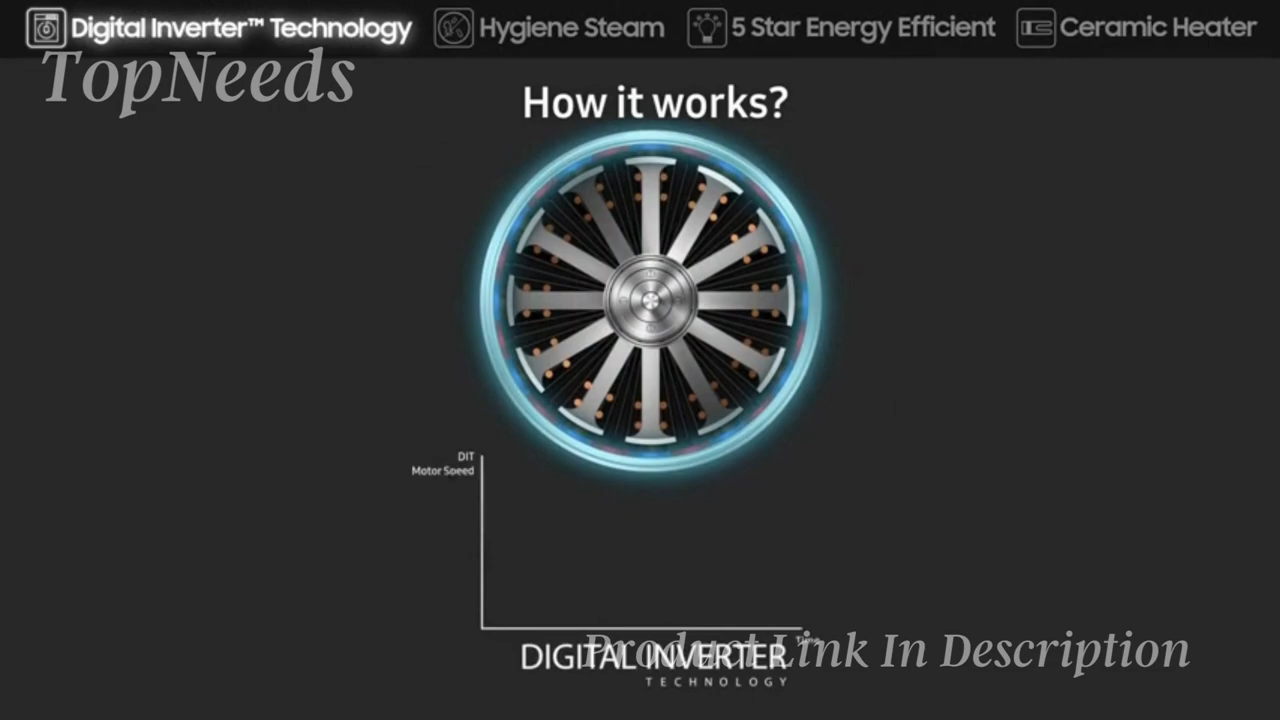 Digital Inverter™ Technology Hygiene Steam 5 Star Energy Efficient Ceramic Heater
TopNeeds
How it works?
DIT
Motor Speed
Time
Product Link In Description
DIGITAL INVERTER
TECHNOLOGY